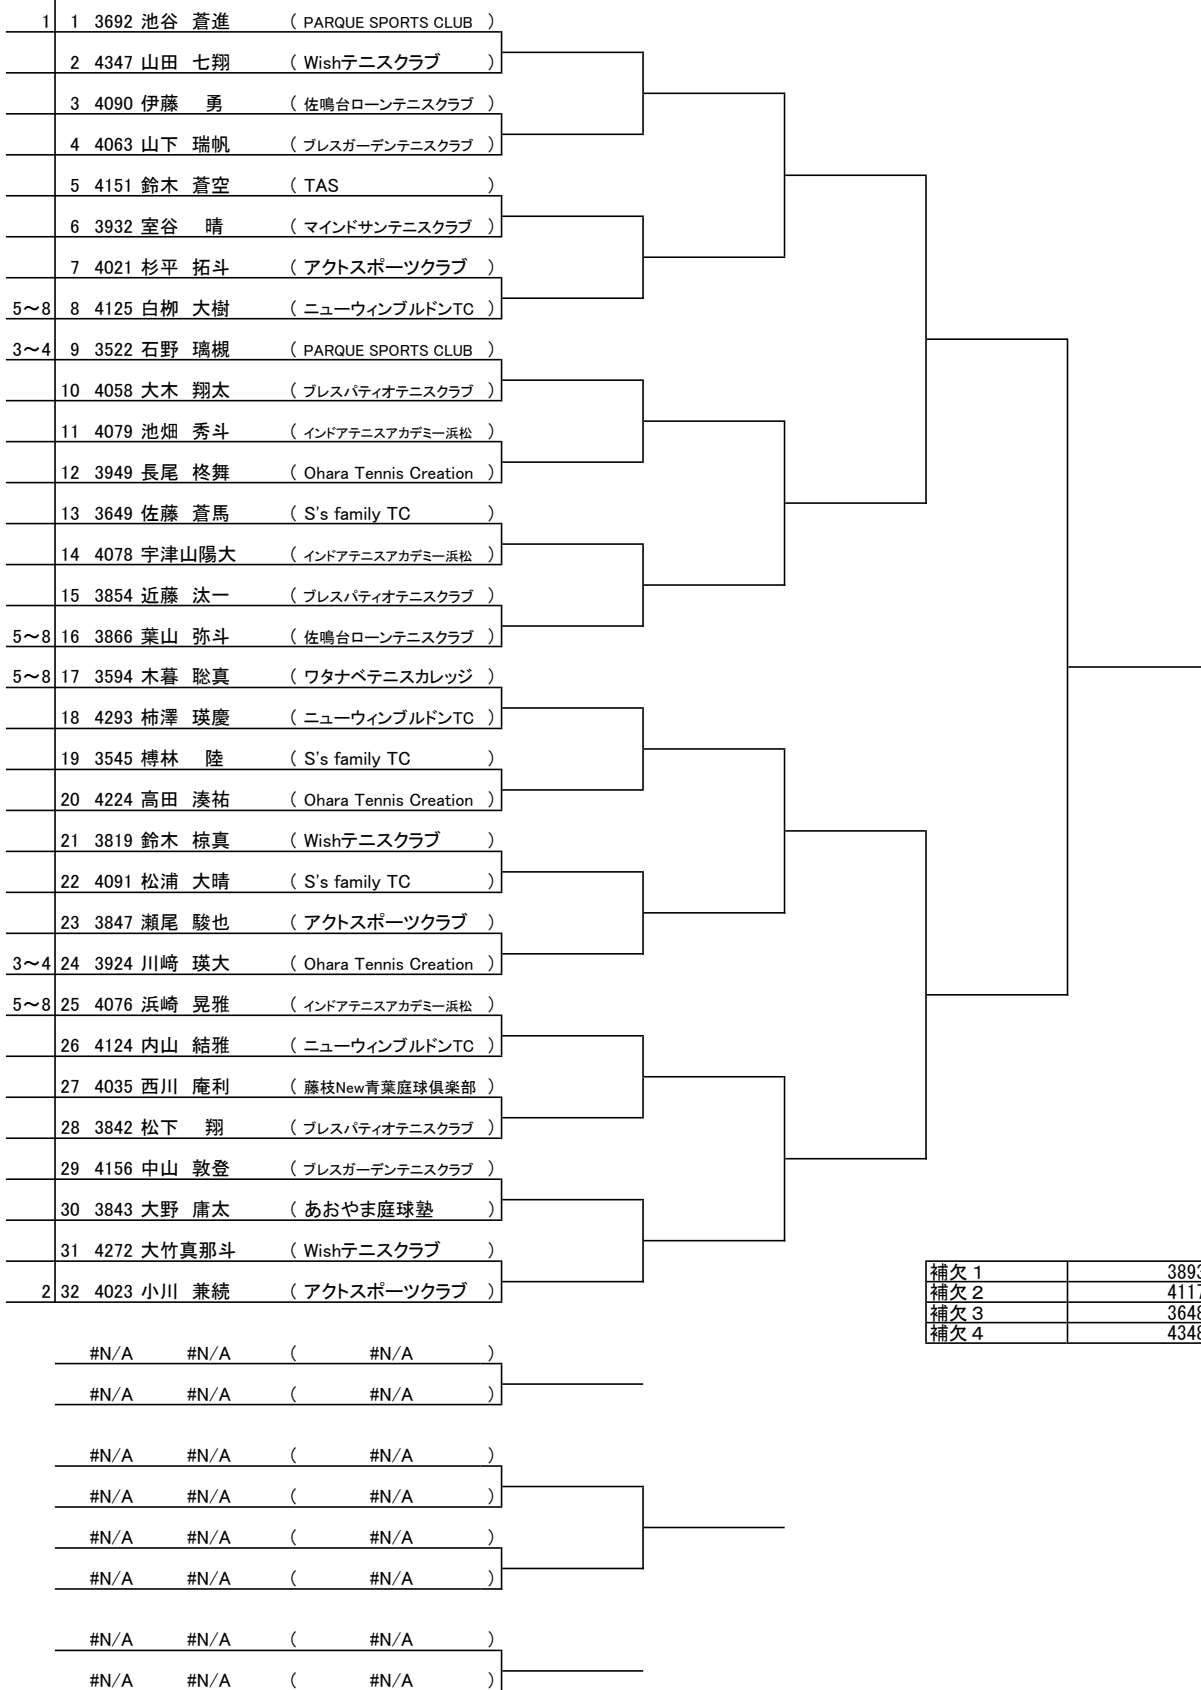 1 1 3692 池谷 蒼進 ( PARQUE SPORTS CLUB )
2 4347 山田 七翔 ( Wishテニスクラブ )
3 4090 伊藤 勇 ( 佐鳴台ローンテニスクラブ )
4 4063 山下 瑞帆 ( ブレスガーデンテニスクラブ )
5 4151 鈴木 蒼空 ( TAS )
6 3932 室谷 晴 ( マインドサンテニスクラブ )
7 4021 杉平 拓斗 ( アクトスポーツクラブ )
5～8 8 4125 白栁 大樹 ( ニューウィンブルドンTC )
3～4 9 3522 石野 璃槻 ( PARQUE SPORTS CLUB )
10 4058 大木 翔太 ( ブレスパティオテニスクラブ )
11 4079 池畑 秀斗 ( インドアテニスアカデミー浜松 )
12 3949 長尾 柊舞 ( Ohara Tennis Creation )
13 3649 佐藤 蒼馬 ( S's family TC )
14 4078 宇津山陽大 ( インドアテニスアカデミー浜松 )
15 3854 近藤 汰一 ( ブレスパティオテニスクラブ )
5～8 16 3866 葉山 弥斗 ( 佐鳴台ローンテニスクラブ )
5～8 17 3594 木暮 聡真 ( ワタナベテニスカレッジ )
18 4293 柿澤 瑛慶 ( ニューウィンブルドンTC )
19 3545 榑林 陸 ( S's family TC )
20 4224 高田 湊祐 ( Ohara Tennis Creation )
21 3819 鈴木 椋真 ( Wishテニスクラブ )
22 4091 松浦 大晴 ( S's family TC )
23 3847 瀬尾 駿也 ( アクトスポーツクラブ )
3～4 24 3924 川﨑 瑛大 ( Ohara Tennis Creation )
5～8 25 4076 浜崎 晃雅 ( インドアテニスアカデミー浜松 )
26 4124 内山 結雅 ( ニューウィンブルドンTC )
27 4035 西川 庵利 ( 藤枝New青葉庭球倶楽部 )
28 3842 松下 翔 ( ブレスパティオテニスクラブ )
29 4156 中山 敦登 ( ブレスガーデンテニスクラブ )
30 3843 大野 庸太 ( あおやま庭球塾 )
31 4272 大竹真那斗 ( Wishテニスクラブ )
2 32 4023 小川 兼続 ( アクトスポーツクラブ )
補欠１ 3893
補欠２ 4117
補欠３ 3648
補欠４ 4348
#N/A #N/A ( #N/A )
#N/A #N/A ( #N/A )
#N/A #N/A ( #N/A )
#N/A #N/A ( #N/A )
#N/A #N/A ( #N/A )
#N/A #N/A ( #N/A )
#N/A #N/A ( #N/A )
#N/A #N/A ( #N/A )